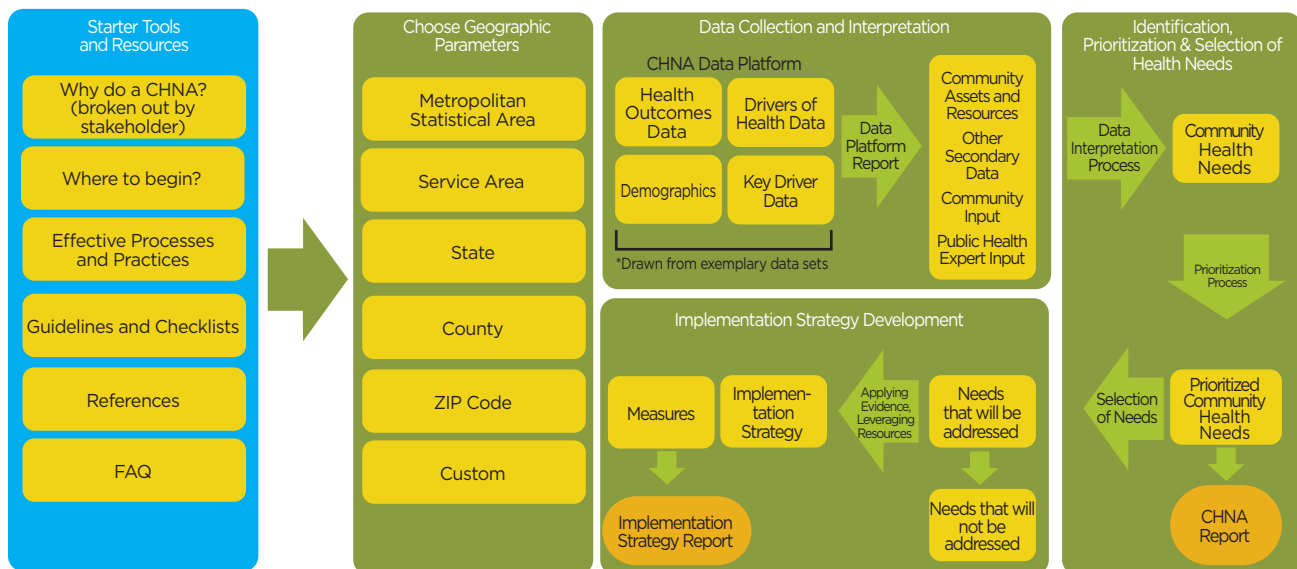 Starter Tools
and Resources
Why do a CHNA?
(broken out by
stakeholder)
Where to begin?
Effective Processes
and Practices
Guidelines and Checklists
References
FAQ
Choose Geographic
Parameters
Metropolitan
Statistical Area
Service Area
State
County
ZIP Code
Custom
Data Collection and Interpretation
CHNA Data Platform
Health
Outcomes
Data
Drivers of
Health Data
Demographics
Key Driver
Data
*Drawn from exemplary data sets
Data
Platform
Report
Community
Assets and
Resources
Other
Secondary
Data
Community
Input
Public Health
Expert Input
Identification,
Prioritization & Selection of
Health Needs
Data
Interpretation
Process
Community
Health
Needs
Prioritization
Process
Prioritized
Community
Health
Needs
Selection
of Needs
CHNA
Report
Implementation Strategy Development
Needs
that will be
addressed
Needs that will
not be
addressed
Applying
Evidence,
Leveraging
Resources
Implemen-
tation
Strategy
Measures
Implementation
Strategy Report